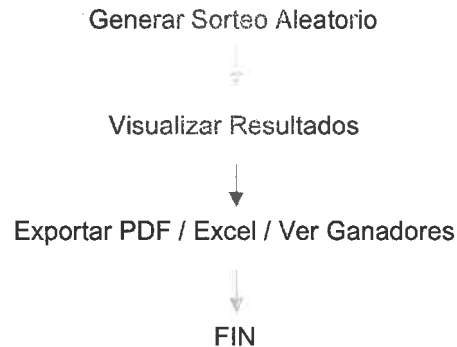 Generar Sorteo Aleatorio
Visualizar Resultados
Exportar PDF / Excel / Ver Ganadores
FIN